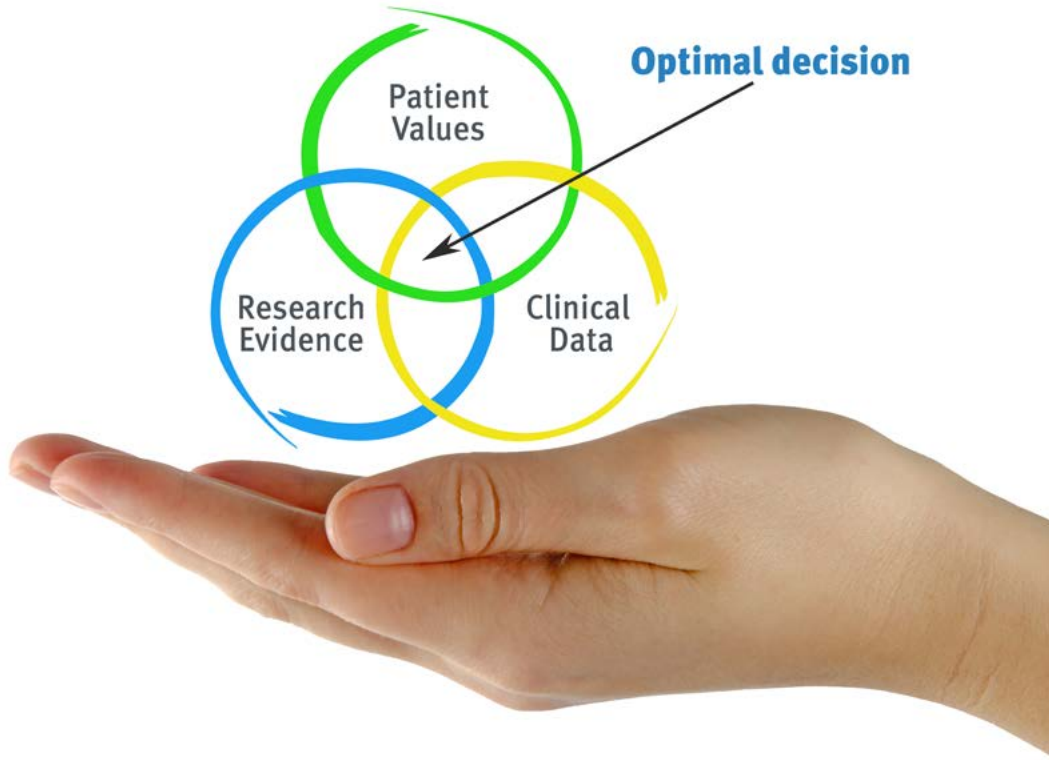 Optimal decision
Patient
Values
Research
Evidence
Clinical
Data